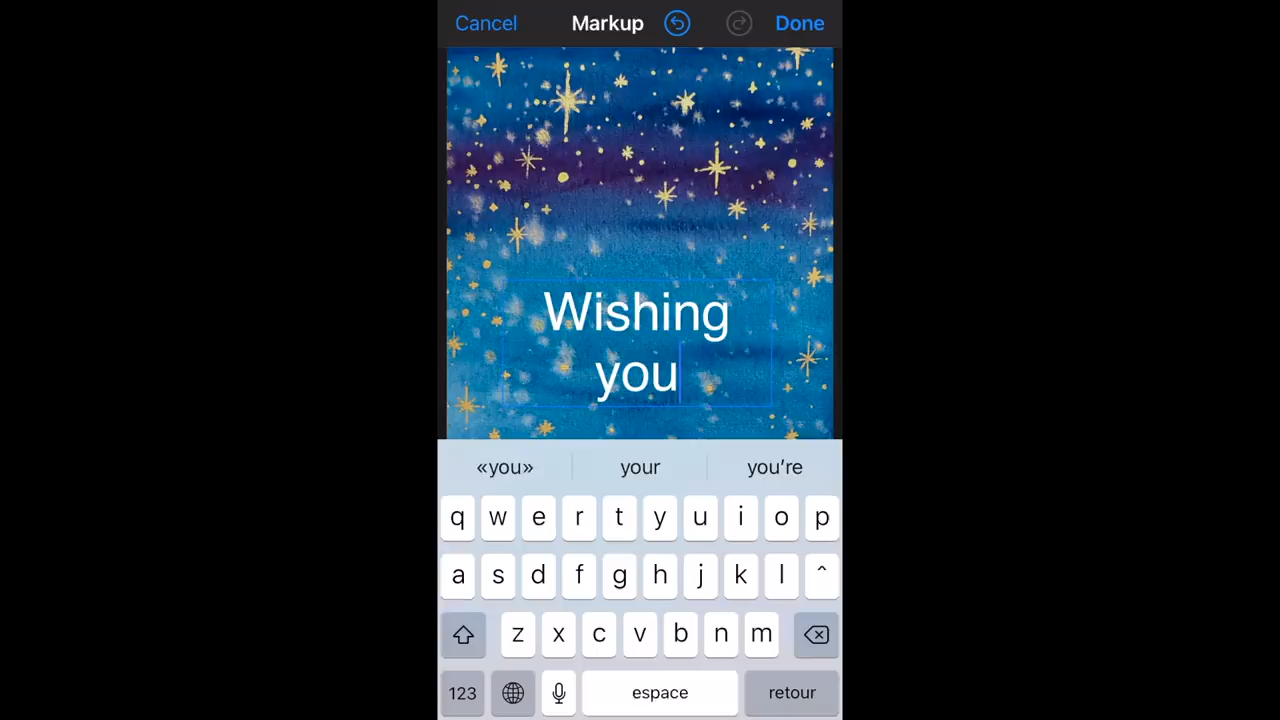 Cancel Markup Done
Wishing
you
«you» your you're
q w e r t y u i o p
a s d f g h j k l ^
z x c v b n m
123 espace retour